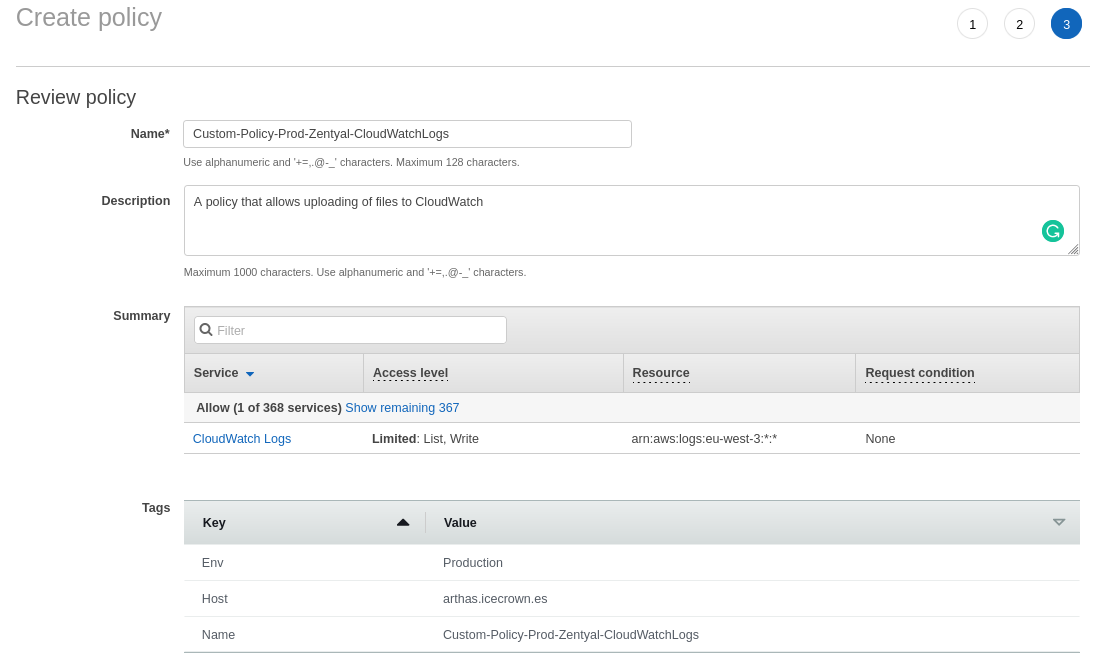 Create policy
1 2 3
Review policy
Name* Custom-Policy-Prod-Zentyal-CloudWatchLogs
Use alphanumeric and '+=,.@-_' characters. Maximum 128 characters.
Description A policy that allows uploading of files to CloudWatch
Maximum 1000 characters. Use alphanumeric and '+=,.@-_' characters.
Summary
Filter
Service Access level Resource Request condition
Allow (1 of 368 services) Show remaining 367
CloudWatch Logs Limited: List, Write arn:aws:logs:eu-west-3:*:* None
Tags
Key Value
Env Production
Host arthas.icecrown.es
Name Custom-Policy-Prod-Zentyal-CloudWatchLogs